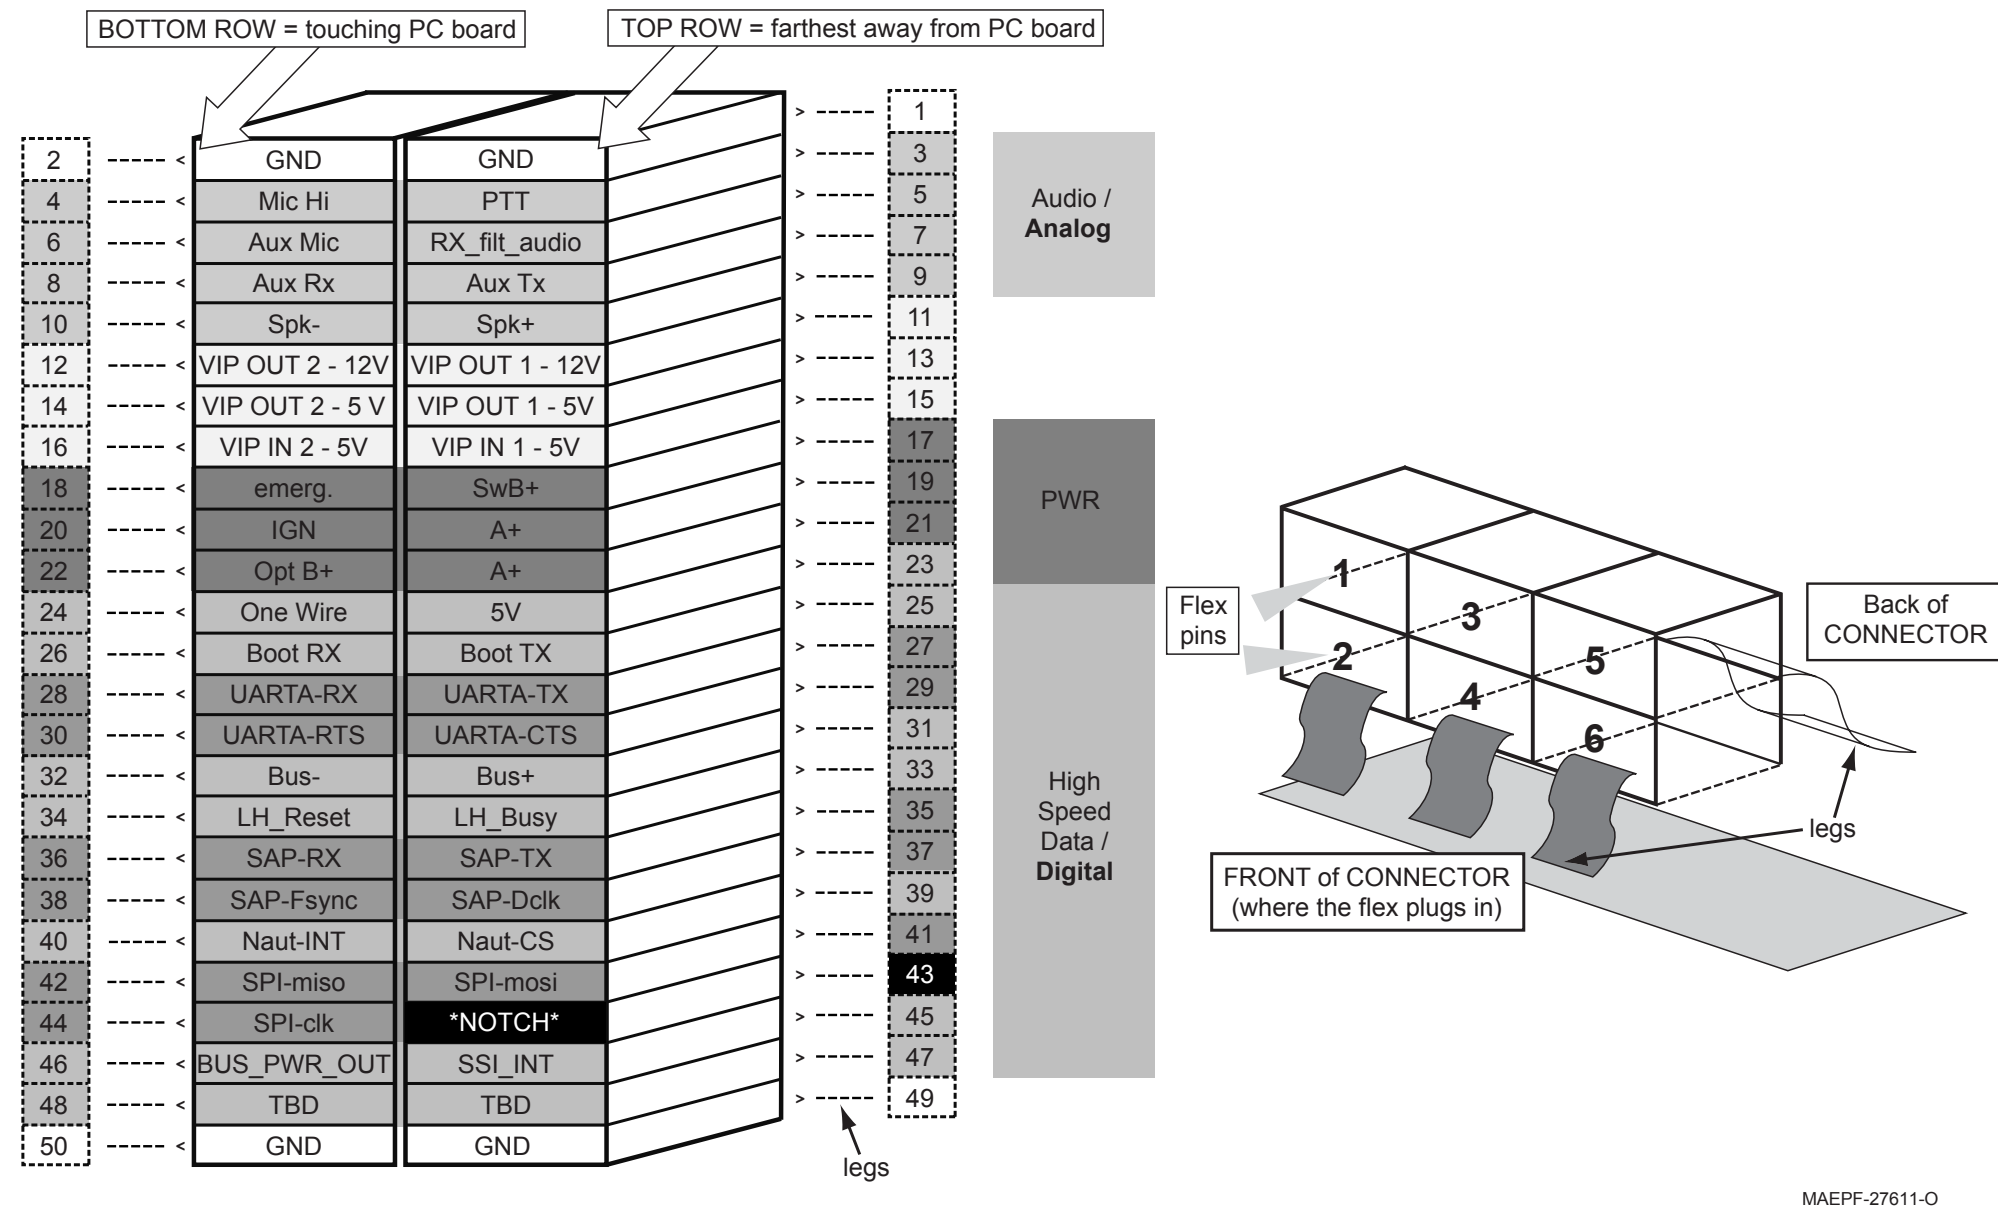 BOTTOM ROW = touching PC board
TOP ROW = farthest away from PC board
1
2 ----- < GND GND > ----- 3
4 ----- < Mic Hi PTT > ----- 5
6 ----- < Aux Mic RX_filt_audio > ----- 7
8 ----- < Aux Rx Aux Tx > ----- 9
10 ----- < Spk- Spk+ > ----- 11
12 ----- < VIP OUT 2 - 12V VIP OUT 1 - 12V > ----- 13
14 ----- < VIP OUT 2 - 5 V VIP OUT 1 - 5V > ----- 15
16 ----- < VIP IN 2 - 5V VIP IN 1 - 5V > ----- 17
18 ----- < emerg. SwB+ > ----- 19
20 ----- < IGN A+ > ----- 21
22 ----- < Opt B+ A+ > ----- 23
24 ----- < One Wire 5V > ----- 25
26 ----- < Boot RX Boot TX > ----- 27
28 ----- < UARTA-RX UARTA-TX > ----- 29
30 ----- < UARTA-RTS UARTA-CTS > ----- 31
32 ----- < Bus- Bus+ > ----- 33
34 ----- < LH_Reset LH_Busy > ----- 35
36 ----- < SAP-RX SAP-TX > ----- 37
38 ----- < SAP-Fsync SAP-Dclk > ----- 39
40 ----- < Naut-INT Naut-CS > ----- 41
42 ----- < SPI-miso SPI-mosi > ----- 43
44 ----- < SPI-clk *NOTCH* > ----- 45
46 ----- < BUS_PWR_OUT SSI_INT > ----- 47
48 ----- < TBD TBD > ----- 49
50 ----- < GND GND
legs
Audio /
Analog
PWR
High
Speed
Data /
Digital
Flex
pins
1
2
3
4
5
6
Back of
CONNECTOR
legs
FRONT of CONNECTOR
(where the flex plugs in)
MAEPF-27611-O